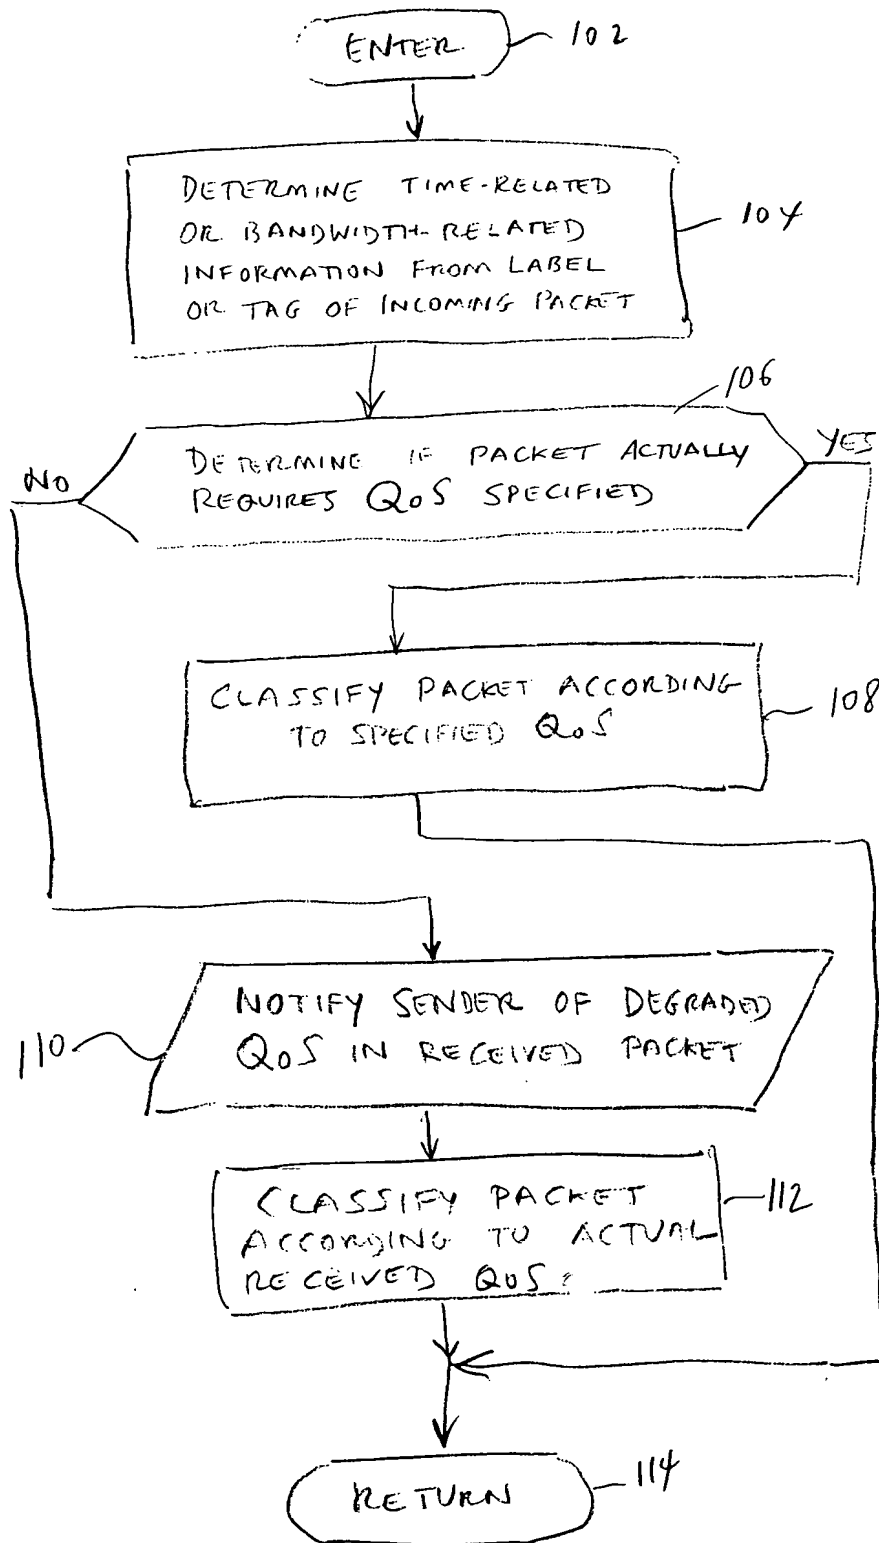 ENTER
102
DETERMINE TIME-RELATED
OR BANDWIDTH-RELATED
INFORMATION FROM LABEL
OR TAG OF INCOMING PACKET
104
106
NO
DETERMINE IF PACKET ACTUALLY
REQUIRES QoS SPECIFIED
YES
CLASSIFY PACKET ACCORDING
TO SPECIFIED QoS
108
NOTIFY SENDER OF DEGRADED
QoS IN RECEIVED PACKET
110
CLASSIFY PACKET
ACCORDING TO ACTUAL
RECEIVED QoS
112
RETURN
114